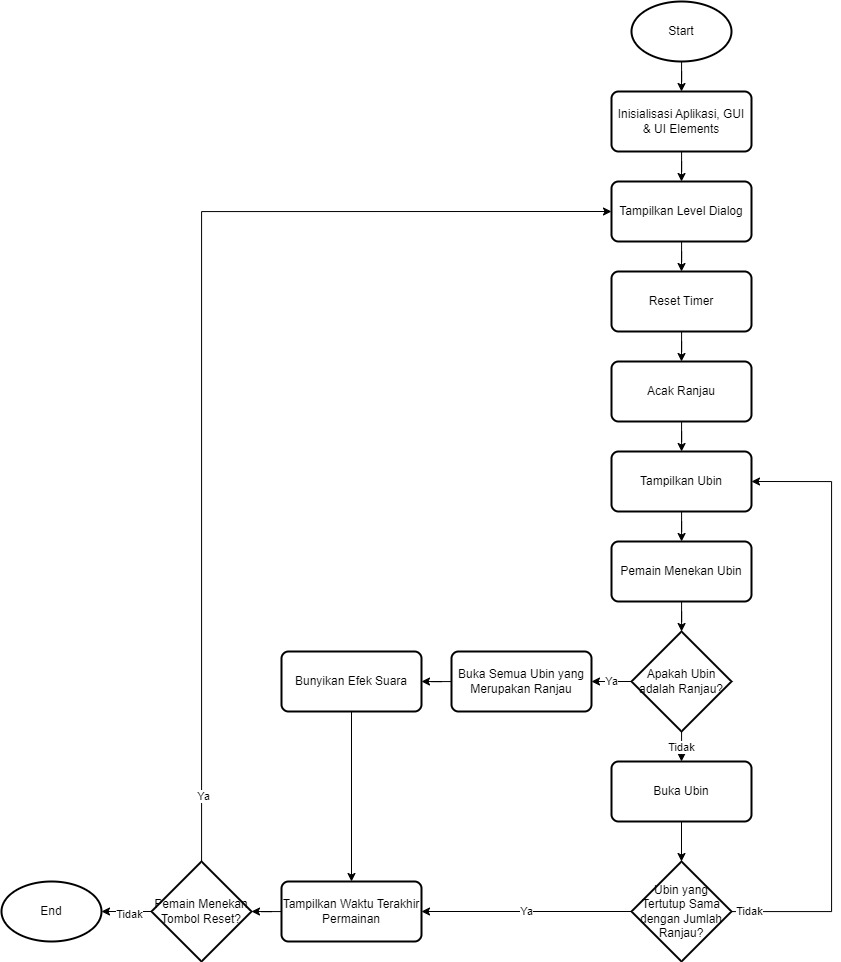 Start
Inisialisasi Aplikasi, GUI
& UI Elements
Tampilkan Level Dialog
Reset Timer
Acak Ranjau
Tampilkan Ubin
Pemain Menekan Ubin
Apakah Ubin
adalah Ranjau?
Ya
Buka Semua Ubin yang
Merupakan Ranjau
Bunyikan Efek Suara
Tidak
Buka Ubin
Ubin yang
Tertutup Sama
dengan Jumlah
Ranjau?
Tidak
Ya
Tampilkan Waktu Terakhir
Permainan
Pemain Menekan
Tombol Reset?
Ya
Tidak
End